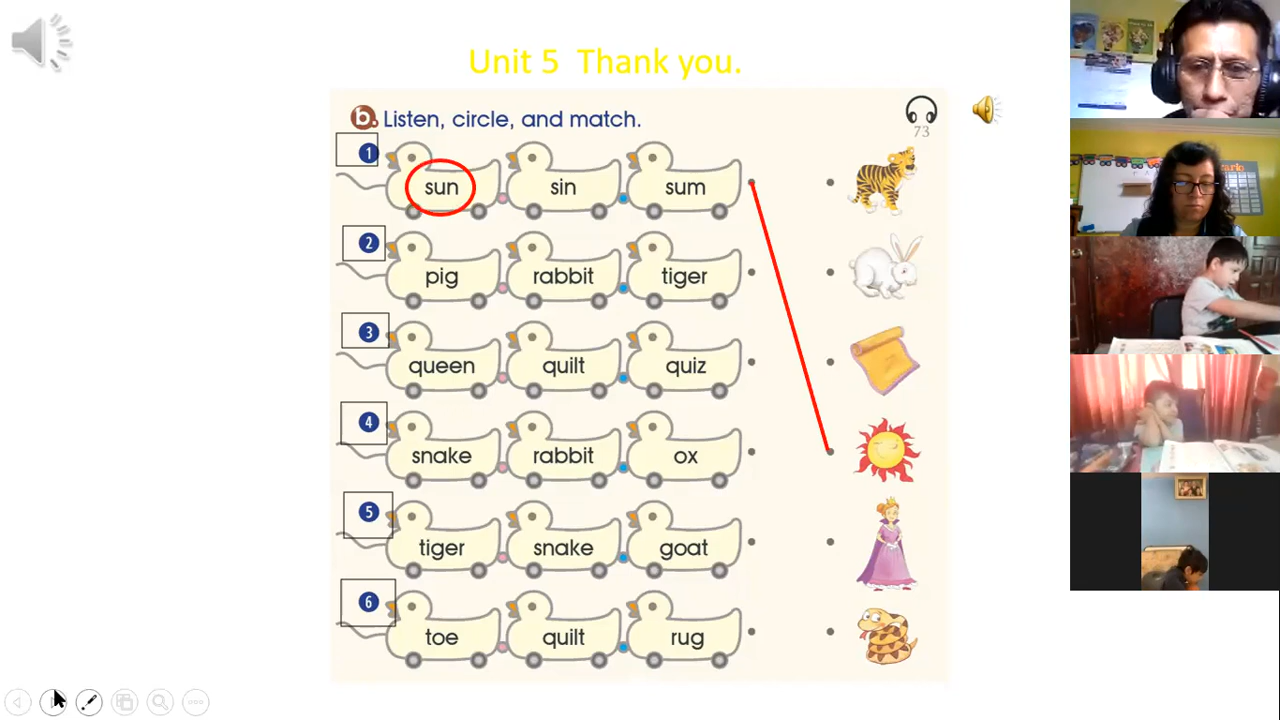 Unit 5 Thank you.
b. Listen, circle, and match.
73
1 sun sin sum
2 pig rabbit tiger
3 queen quilt quiz
4 snake rabbit ox
5 tiger snake goat
6 toe quilt rug